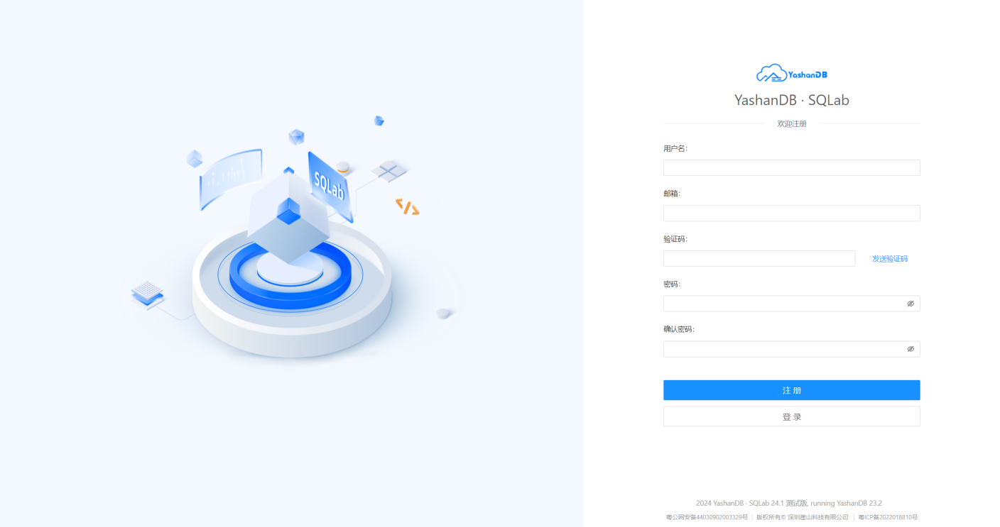 SQLab
</>
YashanDB
YashanDB · SQLab
欢迎注册
用户名:
邮箱:
验证码:
发送验证码
密码:
确认密码:
注 册
登 录
2024 YashanDB · SQLab 24.1 测试版, running YashanDB 23.2
粤公网安备44030902003329号 | 版权所有© 深圳崖山科技有限公司 | 粤ICP备2022018810号